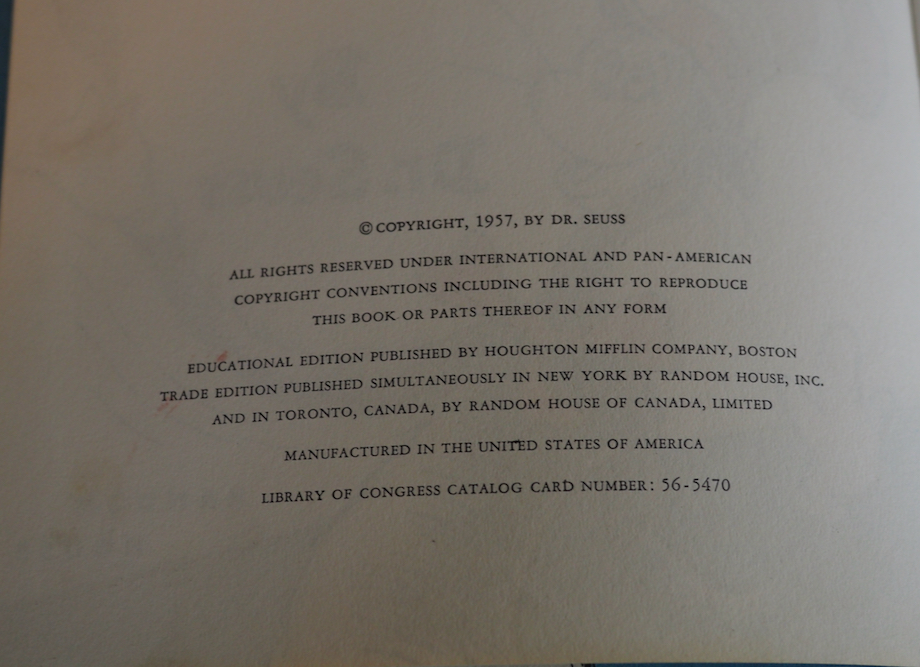 © COPYRIGHT, 1957, BY DR. SEUSS
ALL RIGHTS RESERVED UNDER INTERNATIONAL AND PAN-AMERICAN
COPYRIGHT CONVENTIONS INCLUDING THE RIGHT TO REPRODUCE
THIS BOOK OR PARTS THEREOF IN ANY FORM
EDUCATIONAL EDITION PUBLISHED BY HOUGHTON MIFFLIN COMPANY, BOSTON
TRADE EDITION PUBLISHED SIMULTANEOUSLY IN NEW YORK BY RANDOM HOUSE, INC.
AND IN TORONTO, CANADA, BY RANDOM HOUSE OF CANADA, LIMITED
MANUFACTURED IN THE UNITED STATES OF AMERICA
LIBRARY OF CONGRESS CATALOG CARD NUMBER: 56-5470